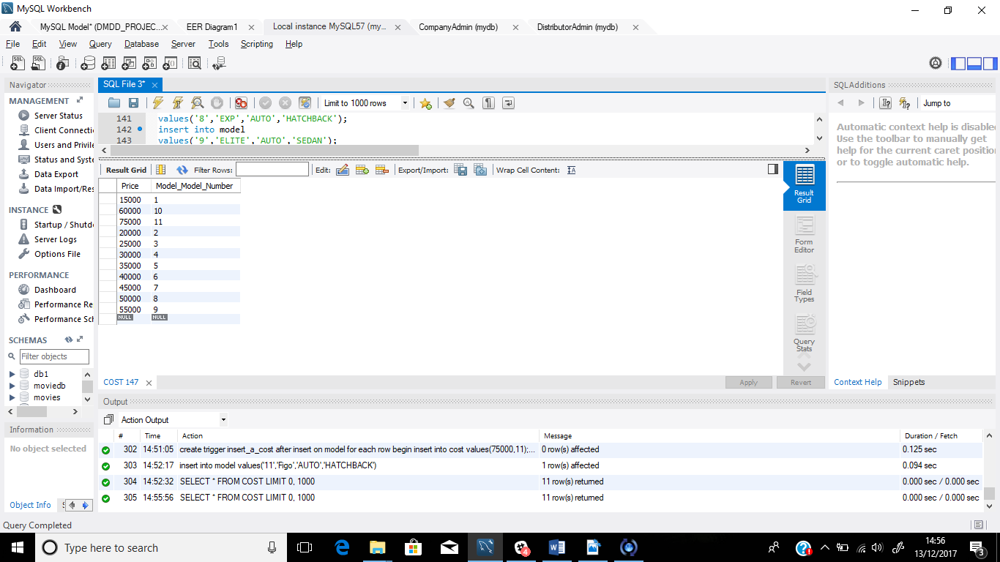 MySQL Workbench
MySQL Model* (DMDD_PROJEC... EER Diagram1 Local instance MySQL57 (my... CompanyAdmin (mydb) DistributorAdmin (mydb)
File Edit View Query Database Server Tools Scripting Help
Navigator
MANAGEMENT
Server Status
Client Connecti
Users and Privile
Status and Syste
Data Export
Data Import/Res
INSTANCE
Startup / Shutd
Server Logs
Options File
PERFORMANCE
Dashboard
Performance Re
Performance Sch
SCHEMAS
Filter objects
db1
moviedb
movies
Information
No object selected
Object Info
SQL File 3*
Limit to 1000 rows
141 values('8','EXP','AUTO','HATCHBACK');
142 insert into model
143 values('9','ELITE','AUTO','SEDAN');
Result Grid Filter Rows: Edit: Export/Import: Wrap Cell Content:
Price Model_Model_Number
15000 1
60000 10
75000 11
20000 2
25000 3
30000 4
35000 5
40000 6
45000 7
50000 8
55000 9
NULL NULL
Result
Grid
Form
Editor
Field
Types
Query
Stats
COST 147
Apply Revert
SQLAdditions
Jump to
Automatic context help is disable
Use the toolbar to manually get
help for the current caret position
or to toggle automatic help.
Context Help Snippets
Output
Action Output
# Time Action Message Duration / Fetch
302 14:51:05 create trigger insert_a_cost after insert on model for each row begin insert into cost values(75000,11);... 0 row(s) affected 0.125 sec
303 14:52:17 insert into model values('11','Figo','AUTO','HATCHBACK') 1 row(s) affected 0.094 sec
304 14:52:32 SELECT * FROM COST LIMIT 0, 1000 11 row(s) returned 0.000 sec / 0.000 sec
305 14:55:56 SELECT * FROM COST LIMIT 0, 1000 11 row(s) returned 0.000 sec / 0.000 sec
Query Completed
Type here to search
14:56
13/12/2017